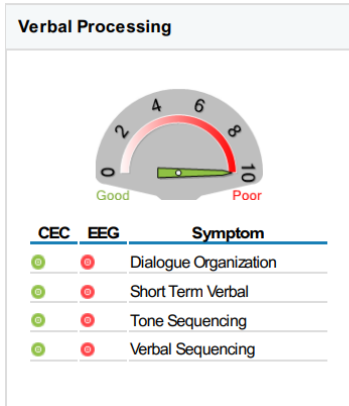 Verbal Processing
0 2 4 6 8 10
Good Poor
CEC EEG Symptom
Dialogue Organization
Short Term Verbal
Tone Sequencing
Verbal Sequencing